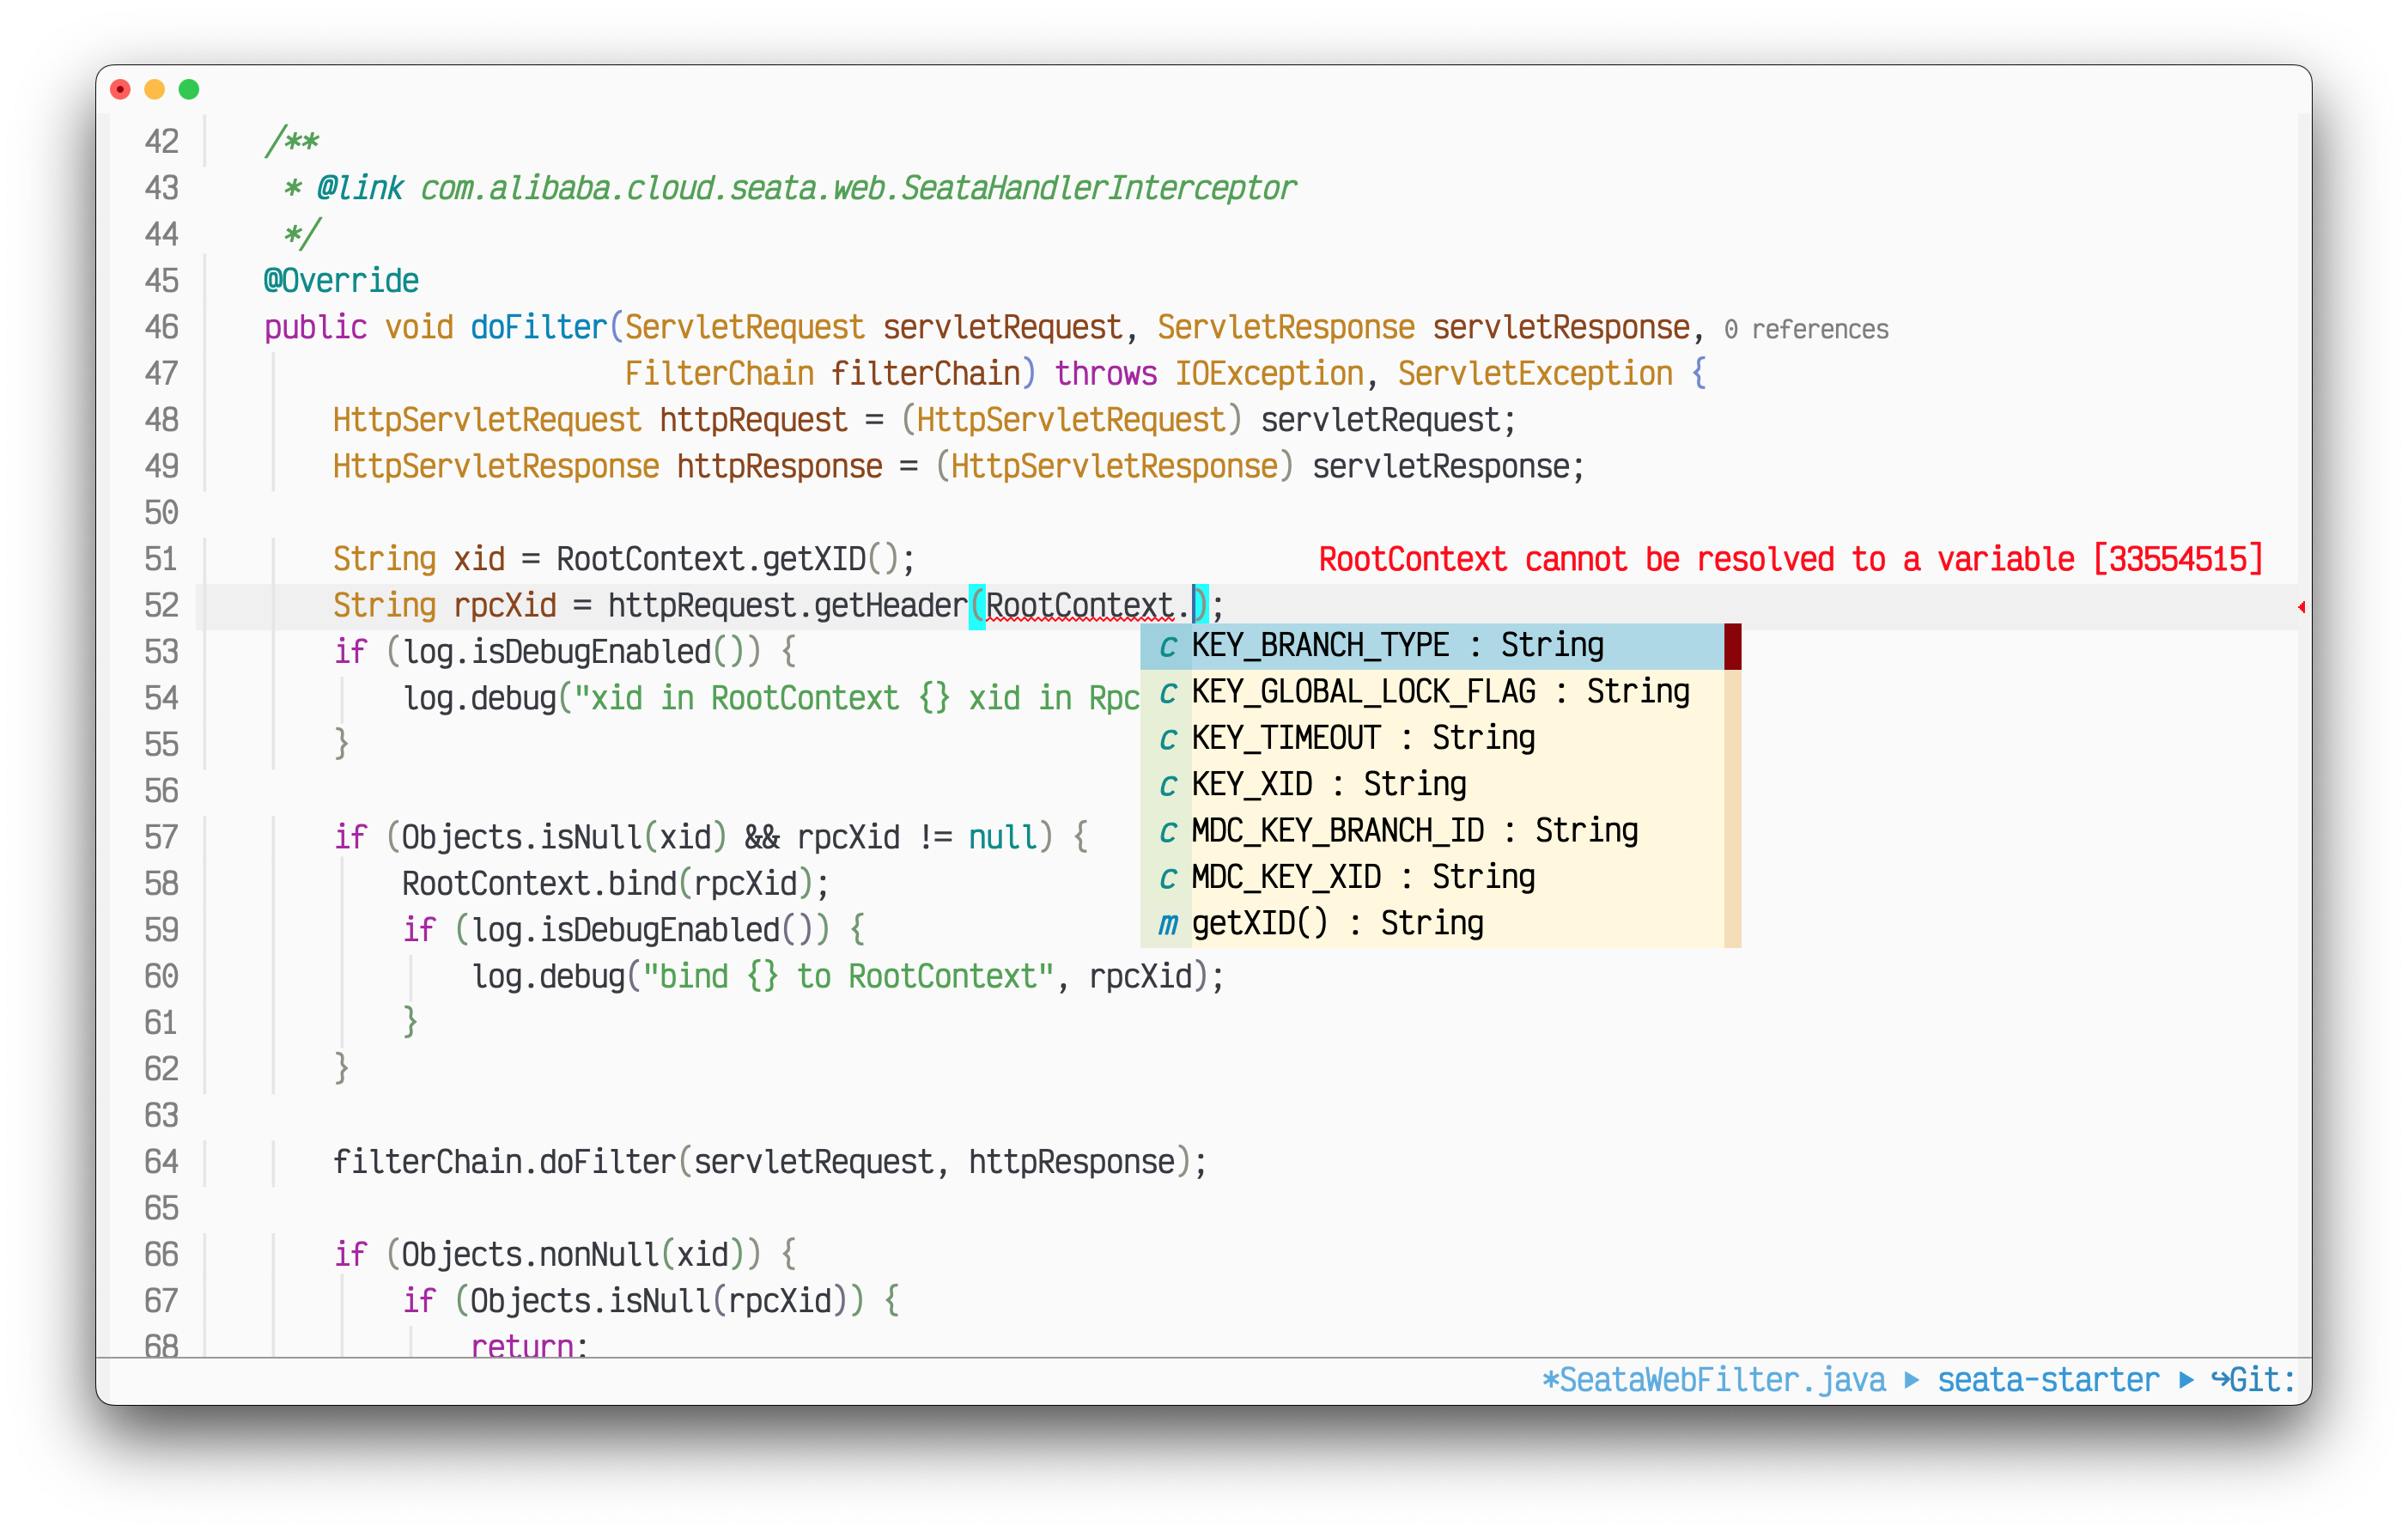 42 /**
43 * @link com.alibaba.cloud.seata.web.SeataHandlerInterceptor
44 */
45 @Override
46 public void doFilter(ServletRequest servletRequest, ServletResponse servletResponse, 0 references
47 FilterChain filterChain) throws IOException, ServletException {
48 HttpServletRequest httpRequest = (HttpServletRequest) servletRequest;
49 HttpServletResponse httpResponse = (HttpServletResponse) servletResponse;
50
51 String xid = RootContext.getXID(); RootContext cannot be resolved to a variable [33554515]
52 String rpcXid = httpRequest.getHeader(RootContext.);
53 if (log.isDebugEnabled()) {
c KEY_BRANCH_TYPE : String
54 log.debug("xid in RootContext {} xid in Rpc
c KEY_GLOBAL_LOCK_FLAG : String
55 }
c KEY_TIMEOUT : String
56
c KEY_XID : String
57 if (Objects.isNull(xid) && rpcXid != null) {
c MDC_KEY_BRANCH_ID : String
58 RootContext.bind(rpcXid);
c MDC_KEY_XID : String
59 if (log.isDebugEnabled()) {
m getXID() : String
60 log.debug("bind {} to RootContext", rpcXid);
61 }
62 }
63
64 filterChain.doFilter(servletRequest, httpResponse);
65
66 if (Objects.nonNull(xid)) {
67 if (Objects.isNull(rpcXid)) {
68 return;
*SeataWebFilter.java ▸ seata-starter ▸ ↪Git: